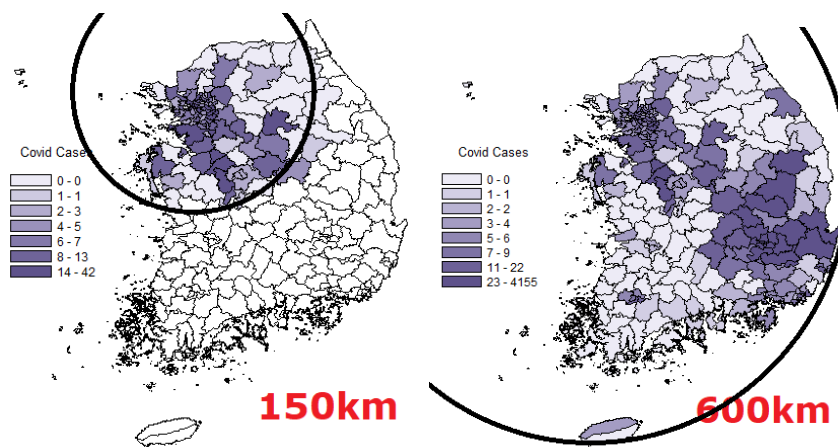 Covid Cases
0 - 0
1 - 1
2 - 3
4 - 5
6 - 7
8 - 13
14 - 42
150km
Covid Cases
0 - 0
1 - 1
2 - 2
3 - 4
5 - 6
7 - 9
11 - 22
23 - 4155
600km